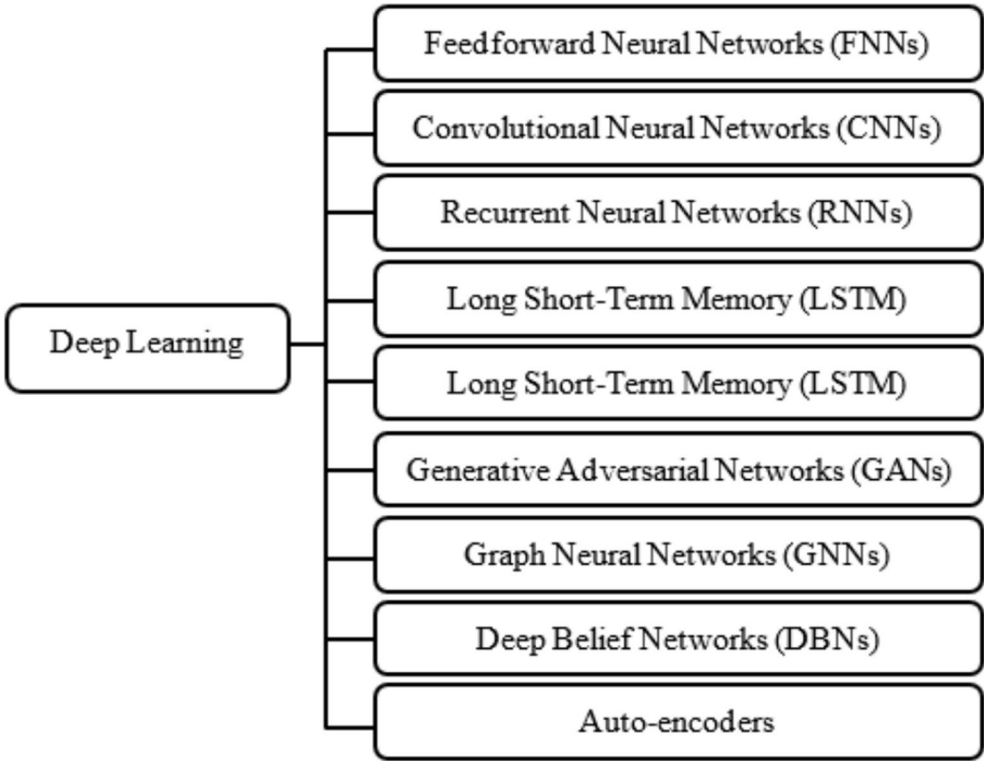 Feedforward Neural Networks (FNNs)
Convolutional Neural Networks (CNNs)
Recurrent Neural Networks (RNNs)
Long Short-Term Memory (LSTM)
Deep Learning
Long Short-Term Memory (LSTM)
Generative Adversarial Networks (GANs)
Graph Neural Networks (GNNs)
Deep Belief Networks (DBNs)
Auto-encoders